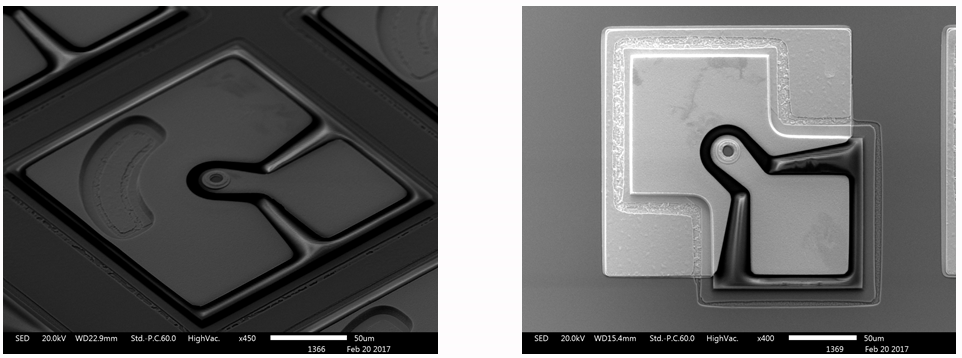 SED 20.0kV WD22.9mm Std.-P.C.60.0 HighVac. x450 50um
1366 Feb 20 2017
SED 20.0kV WD15.4mm Std.-P.C.60.0 HighVac. x400 50um
1369 Feb 20 2017